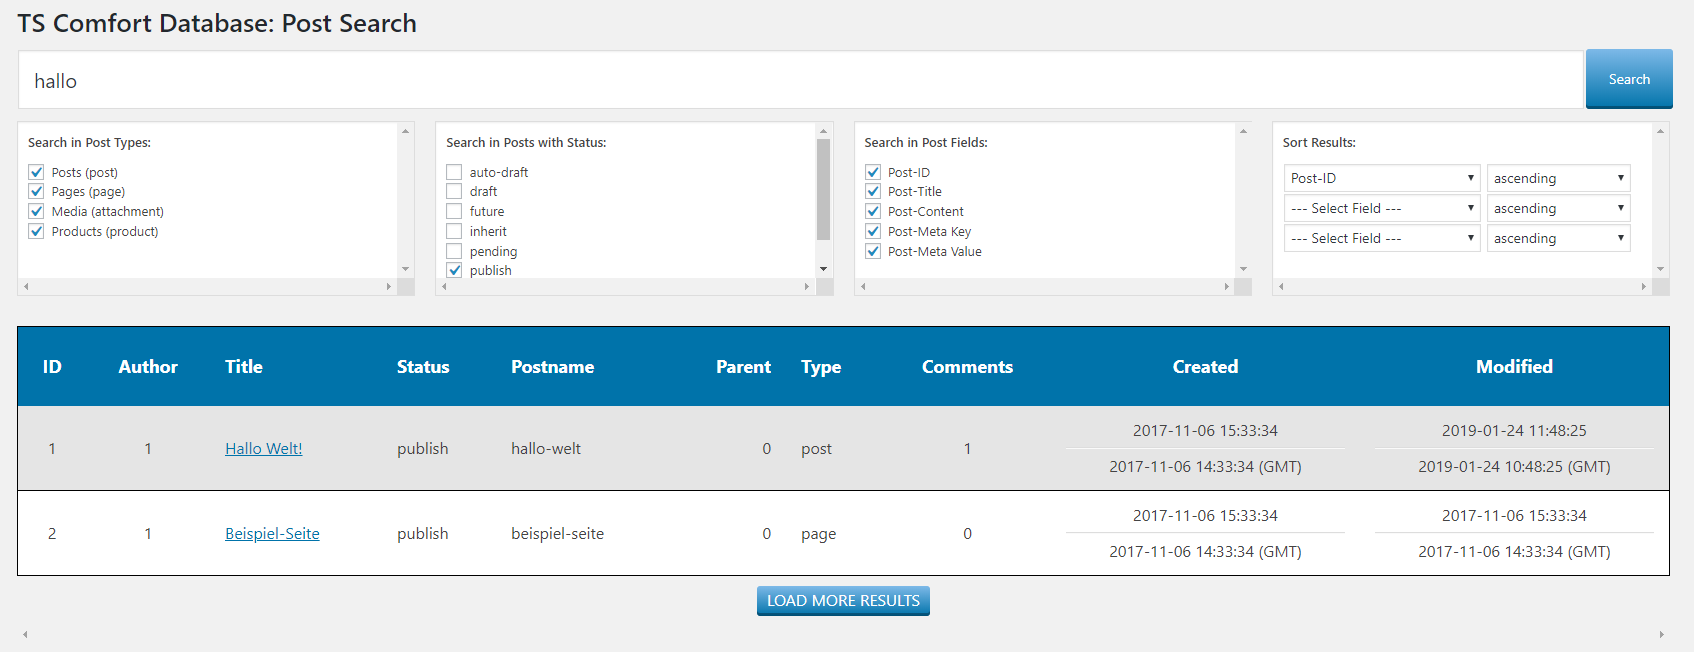 TS Comfort Database: Post Search
hallo
Search
Search in Post Types:
Posts (post)
Pages (page)
Media (attachment)
Products (product)
Search in Posts with Status:
auto-draft
draft
future
inherit
pending
publish
Search in Post Fields:
Post-ID
Post-Title
Post-Content
Post-Meta Key
Post-Meta Value
Sort Results:
Post-ID ascending
--- Select Field --- ascending
--- Select Field --- ascending
ID Author Title Status Postname Parent Type Comments Created Modified
1 1 Hallo Welt! publish hallo-welt 0 post 1 2017-11-06 15:33:34 2019-01-24 11:48:25
2017-11-06 14:33:34 (GMT) 2019-01-24 10:48:25 (GMT)
2 1 Beispiel-Seite publish beispiel-seite 0 page 0 2017-11-06 15:33:34 2017-11-06 15:33:34
2017-11-06 14:33:34 (GMT) 2017-11-06 14:33:34 (GMT)
LOAD MORE RESULTS